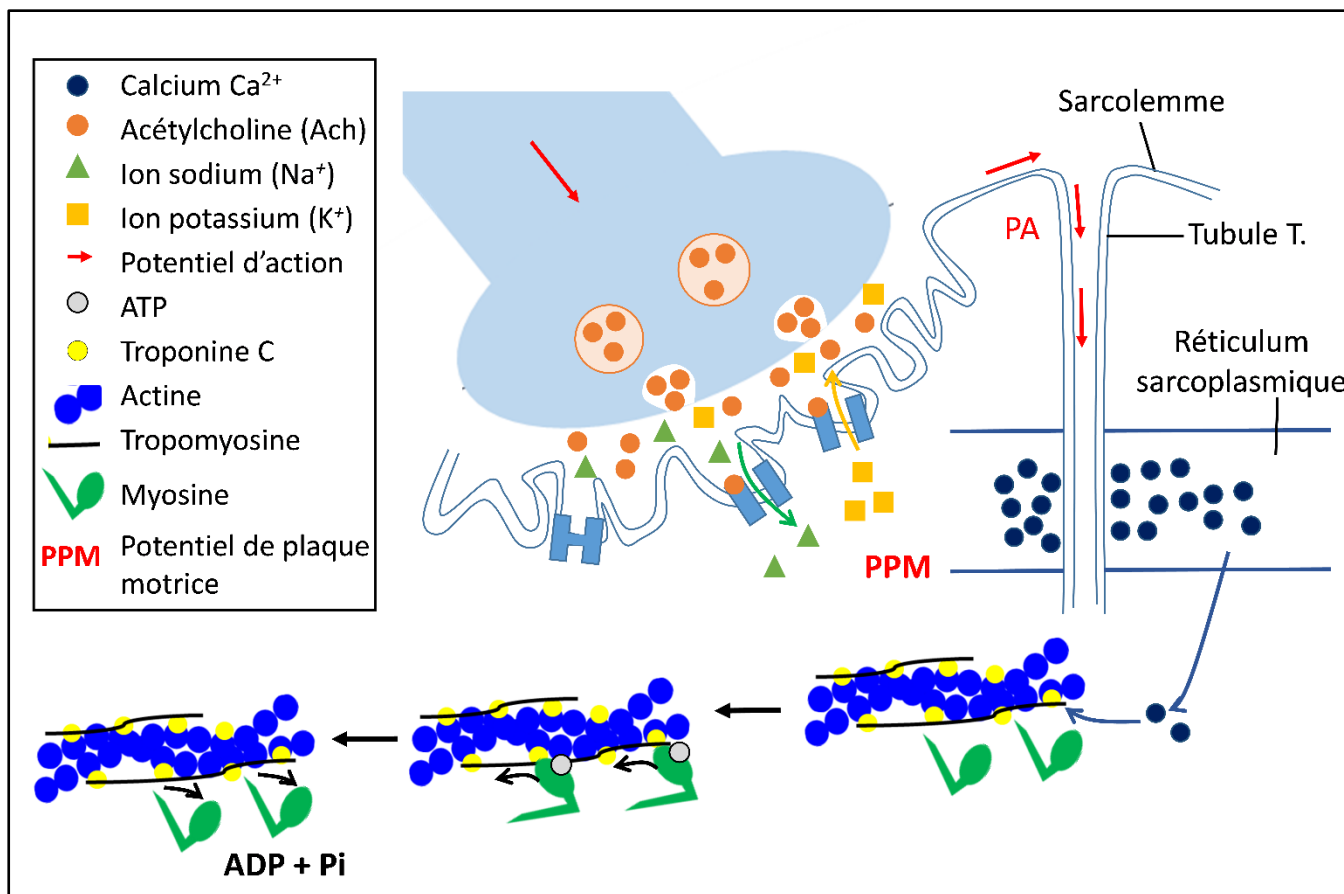 Calcium Ca²⁺
Acétylcholine (Ach)
Ion sodium (Na⁺)
Ion potassium (K⁺)
Potentiel d’action
ATP
Troponine C
Actine
Tropomyosine
Myosine
PPM Potentiel de plaque
motrice
Sarcolemme
PA
Tubule T.
Réticulum
sarcoplasmique
PPM
ADP + Pi